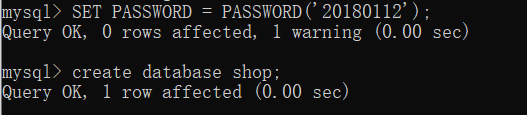 mysql> SET PASSWORD = PASSWORD('20180112');
Query OK, 0 rows affected, 1 warning (0.00 sec)
mysql> create database shop;
Query OK, 1 row affected (0.00 sec)